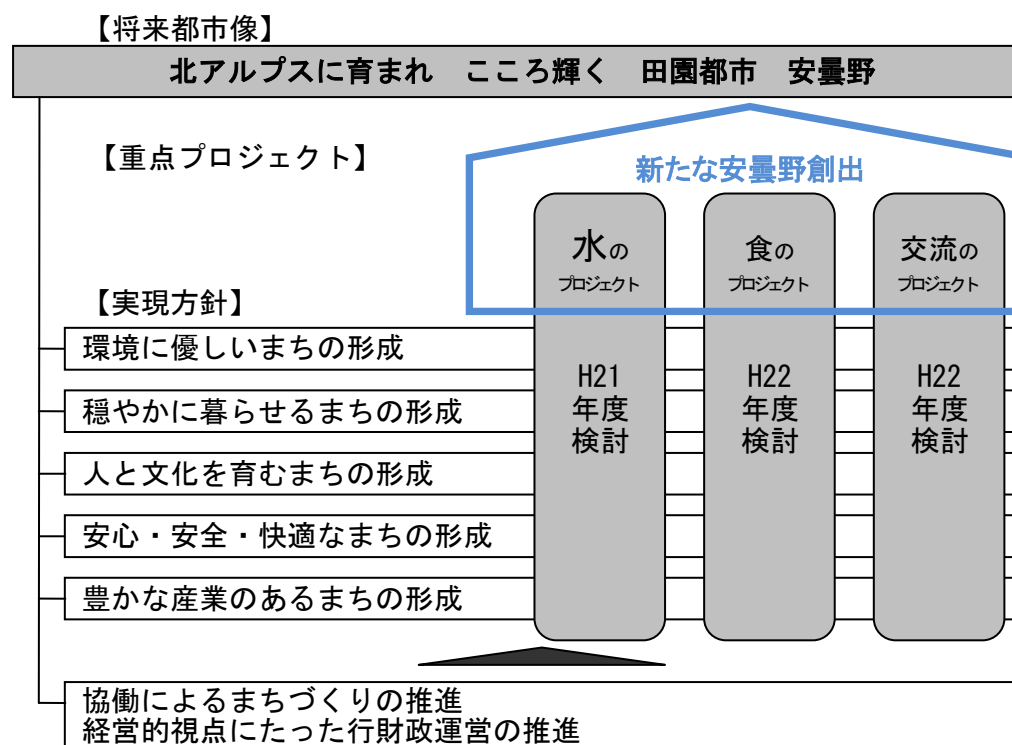 【将来都市像】
北アルプスに育まれ　こころ輝く　田園都市　安曇野
【重点プロジェクト】
新たな安曇野創出
水の
プロジェクト
食の
プロジェクト
交流の
プロジェクト
【実現方針】
環境に優しいまちの形成
穏やかに暮らせるまちの形成
人と文化を育むまちの形成
安心・安全・快適なまちの形成
豊かな産業のあるまちの形成
H21
年度
検討
H22
年度
検討
H22
年度
検討
協働によるまちづくりの推進
経営的視点にたった行財政運営の推進